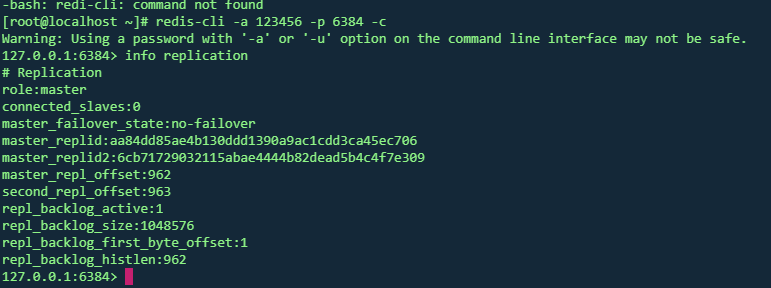 -bash: redi-cli: command not found
[root@localhost ~]# redis-cli -a 123456 -p 6384 -c
Warning: Using a password with '-a' or '-u' option on the command line interface may not be safe.
127.0.0.1:6384> info replication
# Replication
role:master
connected_slaves:0
master_failover_state:no-failover
master_replid:aa84dd85ae4b130ddd1390a9ac1cdd3ca45ec706
master_replid2:6cb71729032115abae4444b82dead5b4c4f7e309
master_repl_offset:962
second_repl_offset:963
repl_backlog_active:1
repl_backlog_size:1048576
repl_backlog_first_byte_offset:1
repl_backlog_histlen:962
127.0.0.1:6384>